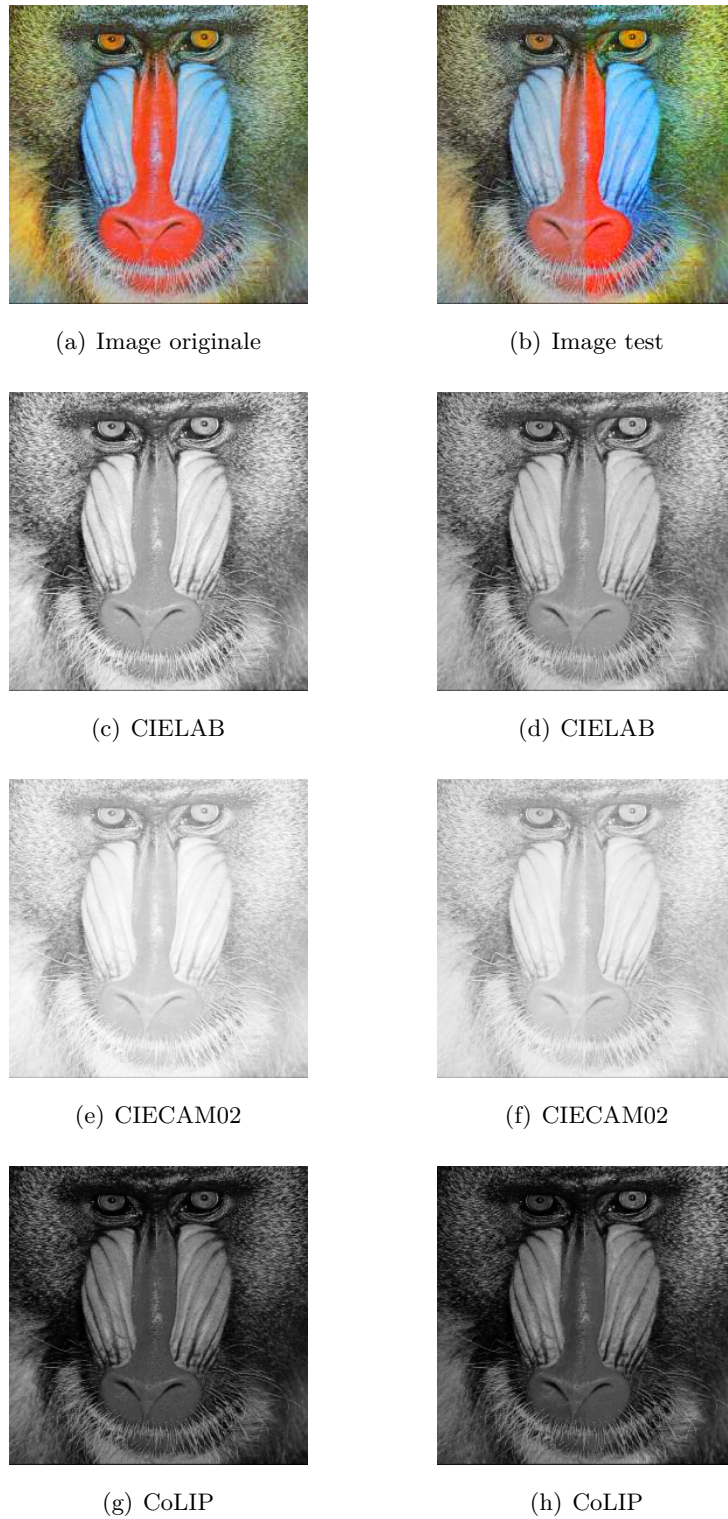 (a) Image originale
(b) Image test
(c) CIELAB
(d) CIELAB
(e) CIECAM02
(f) CIECAM02
(g) CoLIP
(h) CoLIP